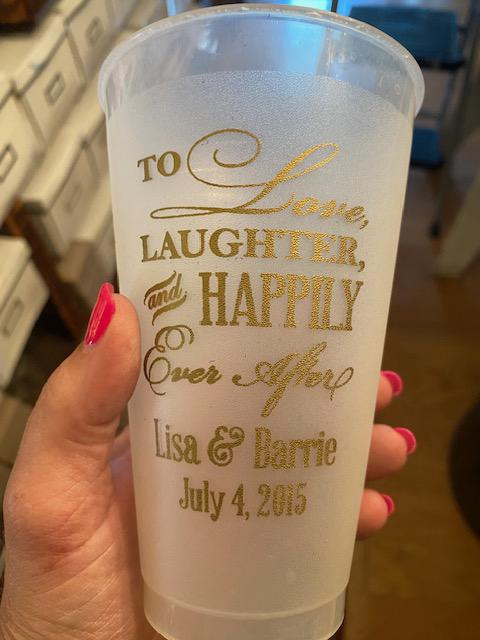 TO Love,
LAUGHTER,
and HAPPILY
Ever After
Lisa & Barrie
July 4, 2015